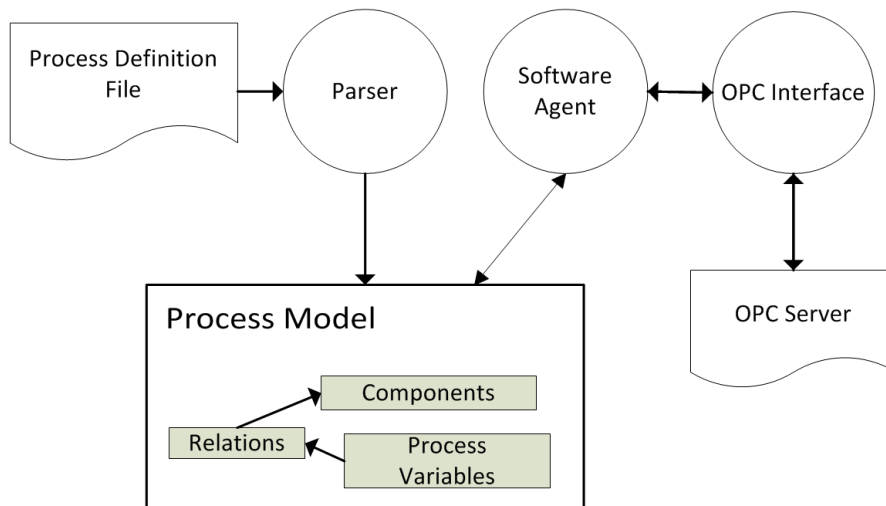 Process Definition
File
Parser
Software
Agent
OPC Interface
OPC Server
Process Model
Components
Relations
Process
Variables